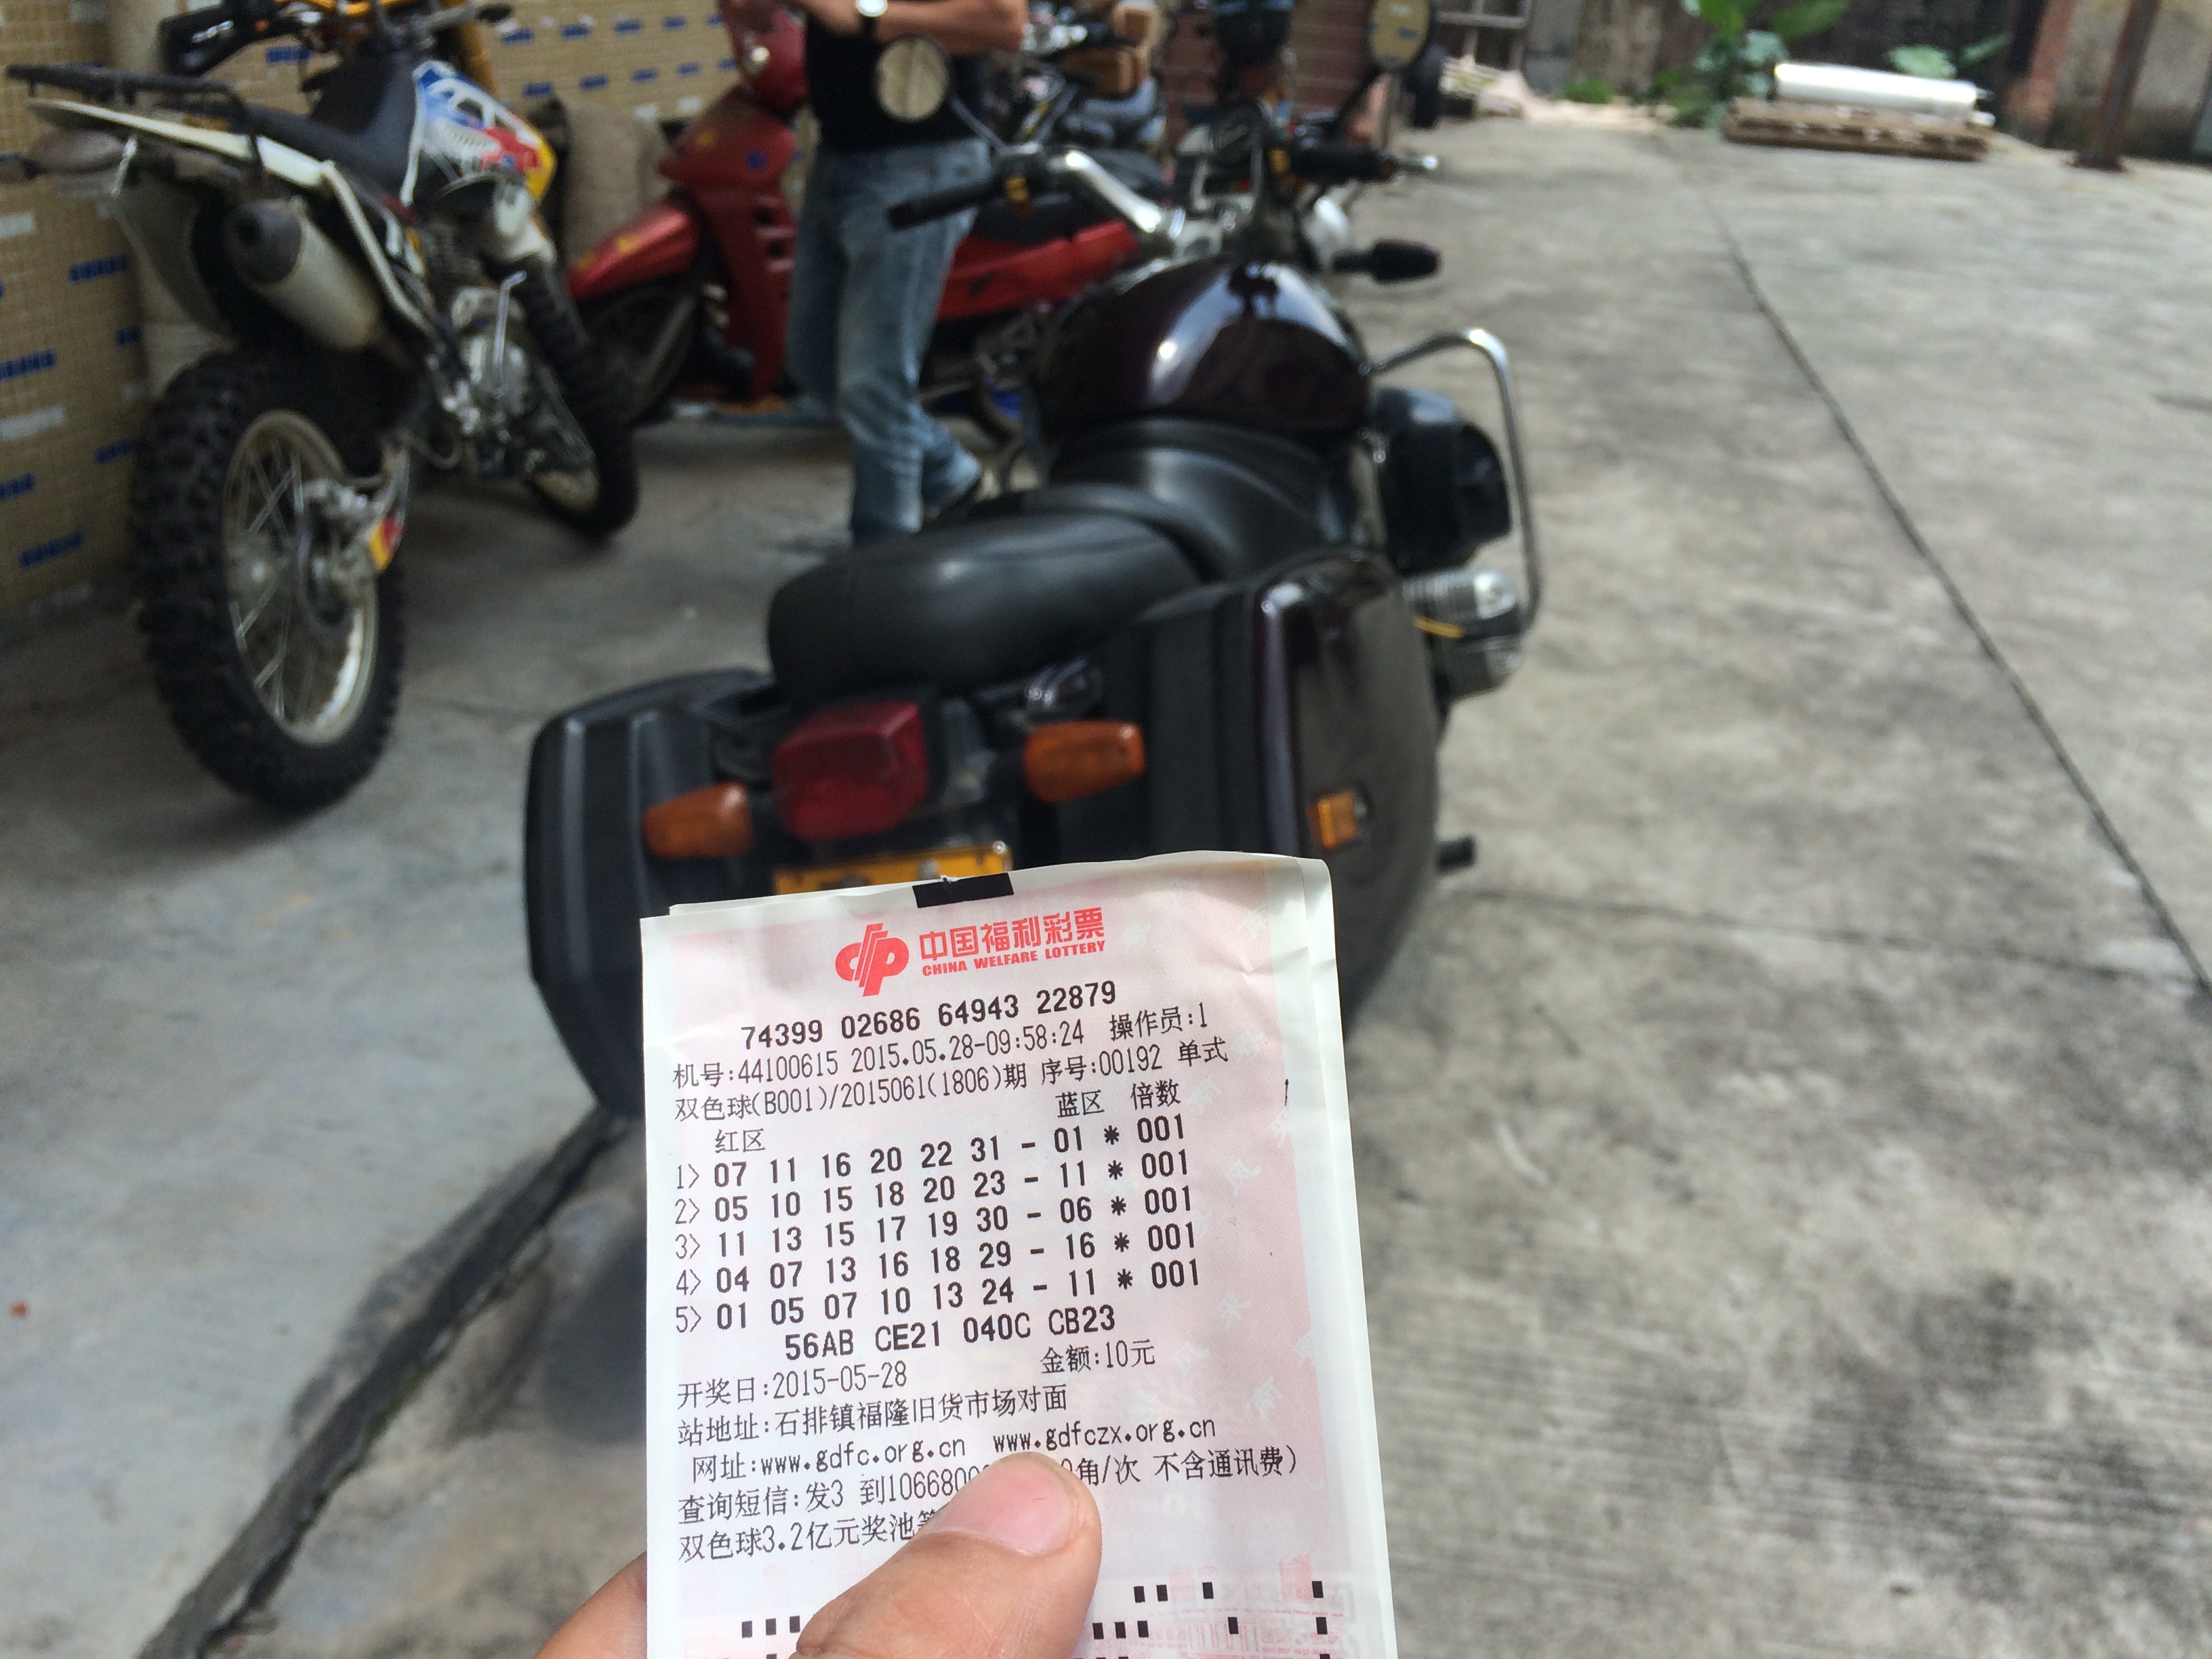 中国福利彩票
CHINA WELFARE LOTTERY
74399 02686 64943 22879
机号:44100615 2015.05.28-09:58:24 操作员:1
双色球(B001)/2015061(1806)期 序号:00192 单式
红区 蓝区 倍数
1> 07 11 16 20 22 31 - 01 * 001
2> 05 10 15 18 20 23 - 11 * 001
3> 11 13 15 17 19 30 - 06 * 001
4> 04 07 13 16 18 29 - 16 * 001
5> 01 05 07 10 13 24 - 11 * 001
56AB CE21 040C CB23
开奖日:2015-05-28 金额:10元
站地址:石排镇福隆旧货市场对面
网址:www.gdfc.org.cn www.gdfczx.org.cn
查询短信:发3 到1066800 角/次 不含通讯费)
双色球3.2亿元奖池